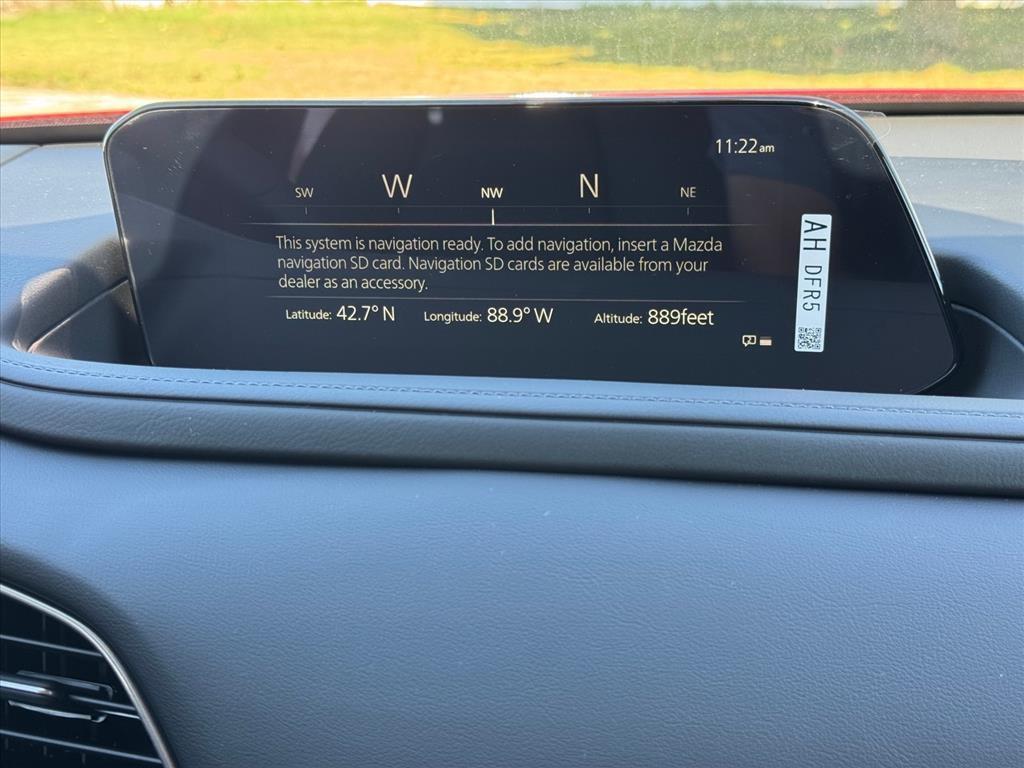 11:22am
SW W NW N NE
This system is navigation ready. To add navigation, insert a Mazda
navigation SD card. Navigation SD cards are available from your
dealer as an accessory.
Latitude: 42.7° N Longitude: 88.9° W Altitude: 889feet
AH DFR5